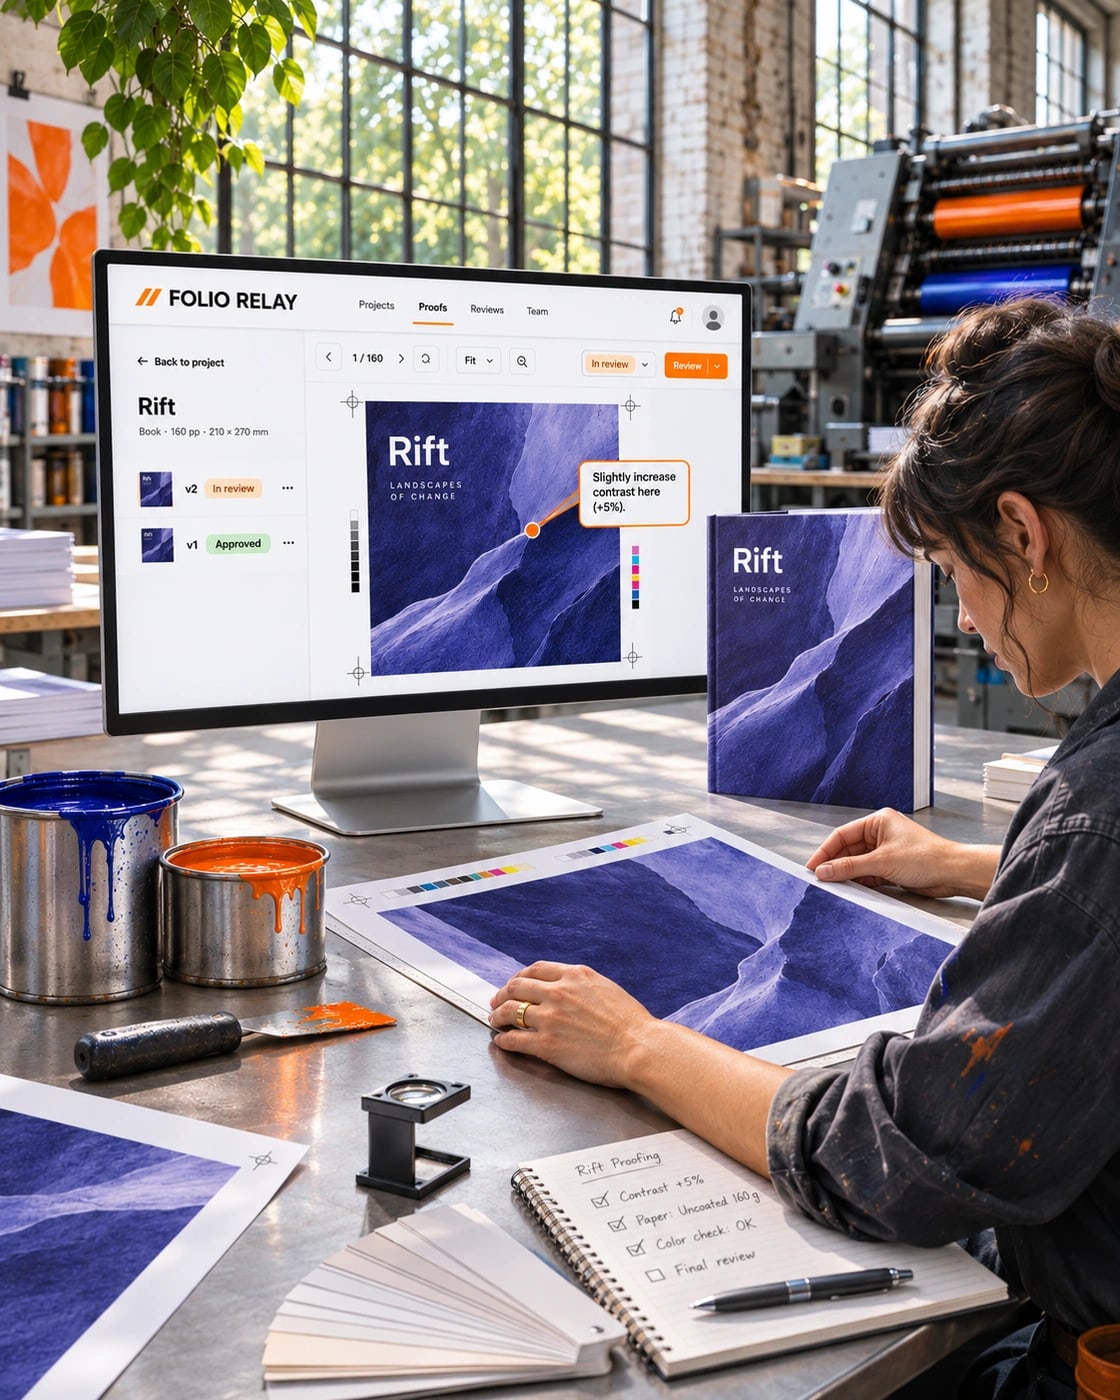 FOLIO RELAY
Projects
Proofs
Reviews
Team
Back to project
1 / 160
Fit
In review
Review
Rift
Book · 160 pp · 210 × 270 mm
v2
In review
v1
Approved
Rift
LANDSCAPES
OF CHANGE
Slightly increase
contrast here
(+5%).
Rift
LANDSCAPES
OF CHANGE
Rift Proofing
Contrast +5%
Paper: Uncoated 160 g
Color check: OK
Final review